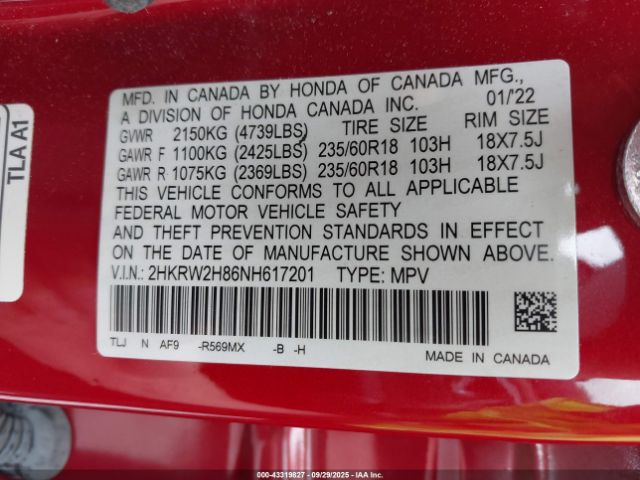 MFD. IN CANADA BY HONDA OF CANADA MFG.,
A DIVISION OF HONDA CANADA INC. 01/'22
GVWR 2150KG (4739LBS) TIRE SIZE RIM SIZE
GAWR F 1100KG (2425LBS) 235/60R18 103H 18X7.5J
GAWR R 1075KG (2369LBS) 235/60R18 103H 18X7.5J
THIS VEHICLE CONFORMS TO ALL APPLICABLE
FEDERAL MOTOR VEHICLE SAFETY
AND THEFT PREVENTION STANDARDS IN EFFECT
ON THE DATE OF MANUFACTURE SHOWN ABOVE.
V.I.N.: 2HKRW2H86NH617201 TYPE: MPV
TLJ N AF9 -R569MX -B -H MADE IN CANADA
TLA A1
© COPY 43319827 09/29/2025 IAA, LLC